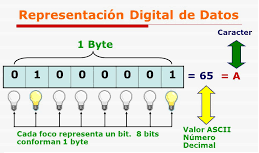 Representación Digital de Datos
Caracter
1 Byte
0 1 0 0 0 0 0 1 = 65 = A
Cada foco representa un bit. 8 bits
conforman 1 byte
Valor ASCII
Número
Decimal